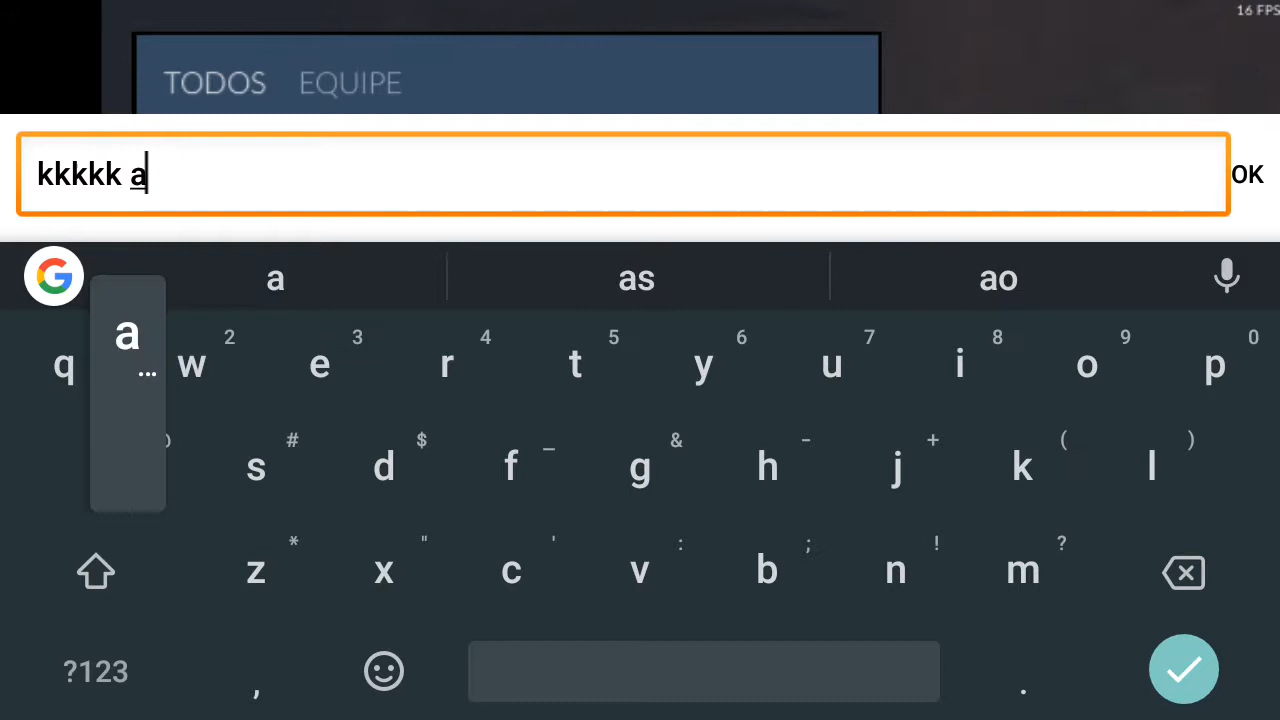 16 FPS
TODOS EQUIPE
kkkkk a
OK
a as ao
a
...
q w 2 e 3 r 4 t 5 y 6 u 7 i 8 o 9 p 0
s # d $ f _ g & h - j + k ( l )
z * x " c ' v : b ; n ! m ?
?123 , .